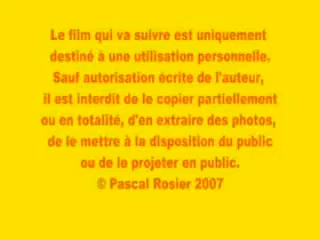 Le film qui va suivre est uniquement
destiné à une utilisation personnelle.
Sauf autorisation écrite de l'auteur,
il est interdit de le copier partiellement
ou en totalité, d'en extraire des photos,
de le mettre à la disposition du public
ou de le projeter en public.
© Pascal Rosier 2007